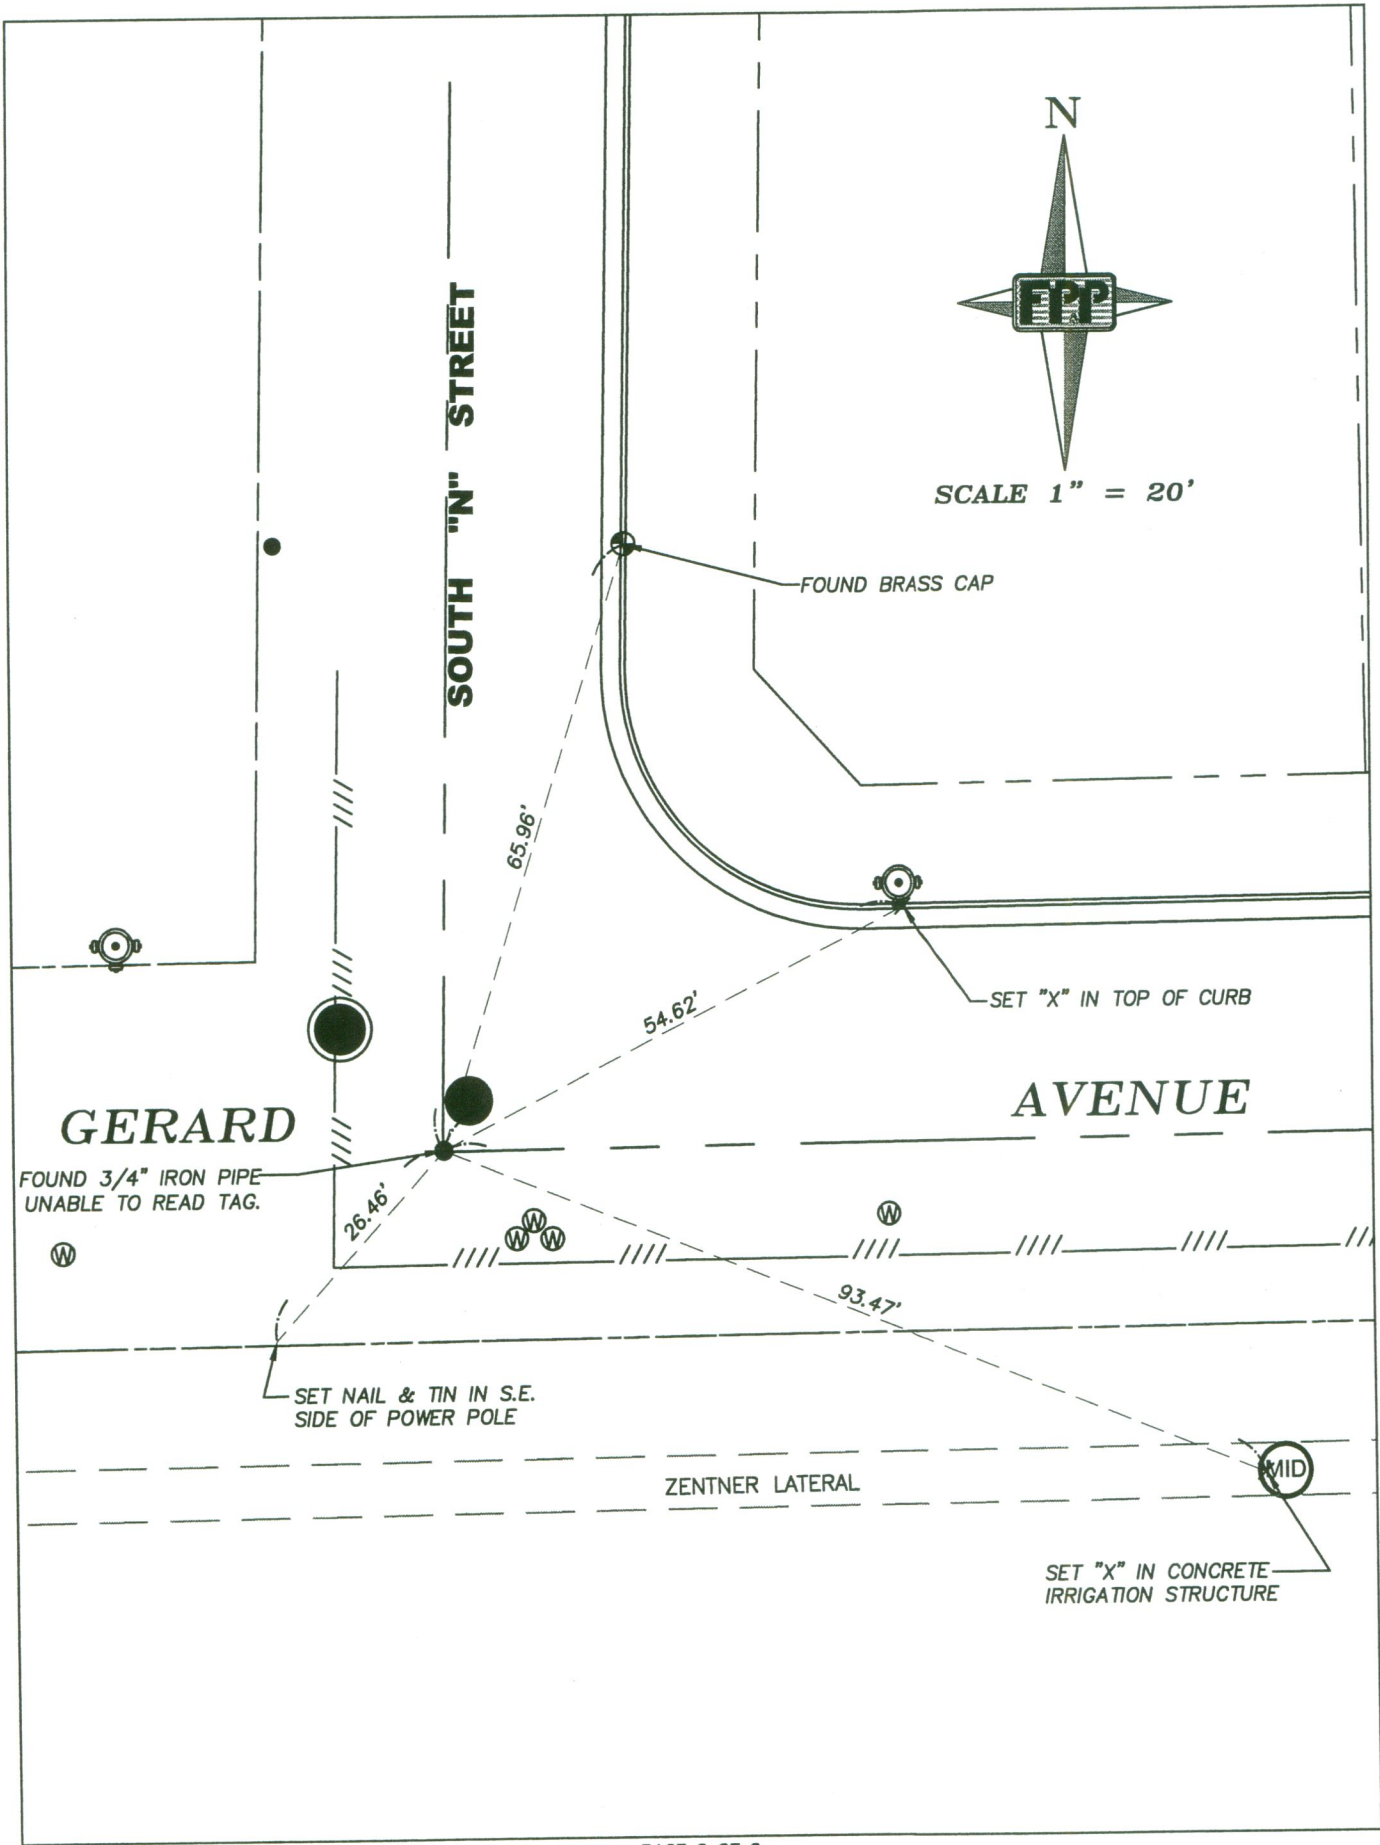 N
FP&P
SCALE 1" = 20'
SOUTH "N" STREET
FOUND BRASS CAP
65.96'
54.62'
SET "X" IN TOP OF CURB
GERARD AVENUE
FOUND 3/4" IRON PIPE
UNABLE TO READ TAG.
26.46'
W
W
W
W
W
93.47'
SET NAIL & TIN IN S.E.
SIDE OF POWER POLE
ZENTNER LATERAL
MID
SET "X" IN CONCRETE
IRRIGATION STRUCTURE